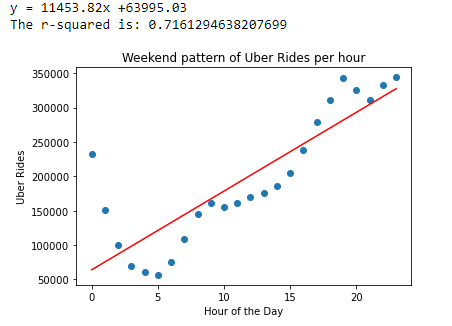 y = 11453.82x +63995.03
The r-squared is: 0.7161294638207699
Weekend pattern of Uber Rides per hour
350000
300000
250000
200000
150000
100000
50000
Uber Rides
0 5 10 15 20
Hour of the Day